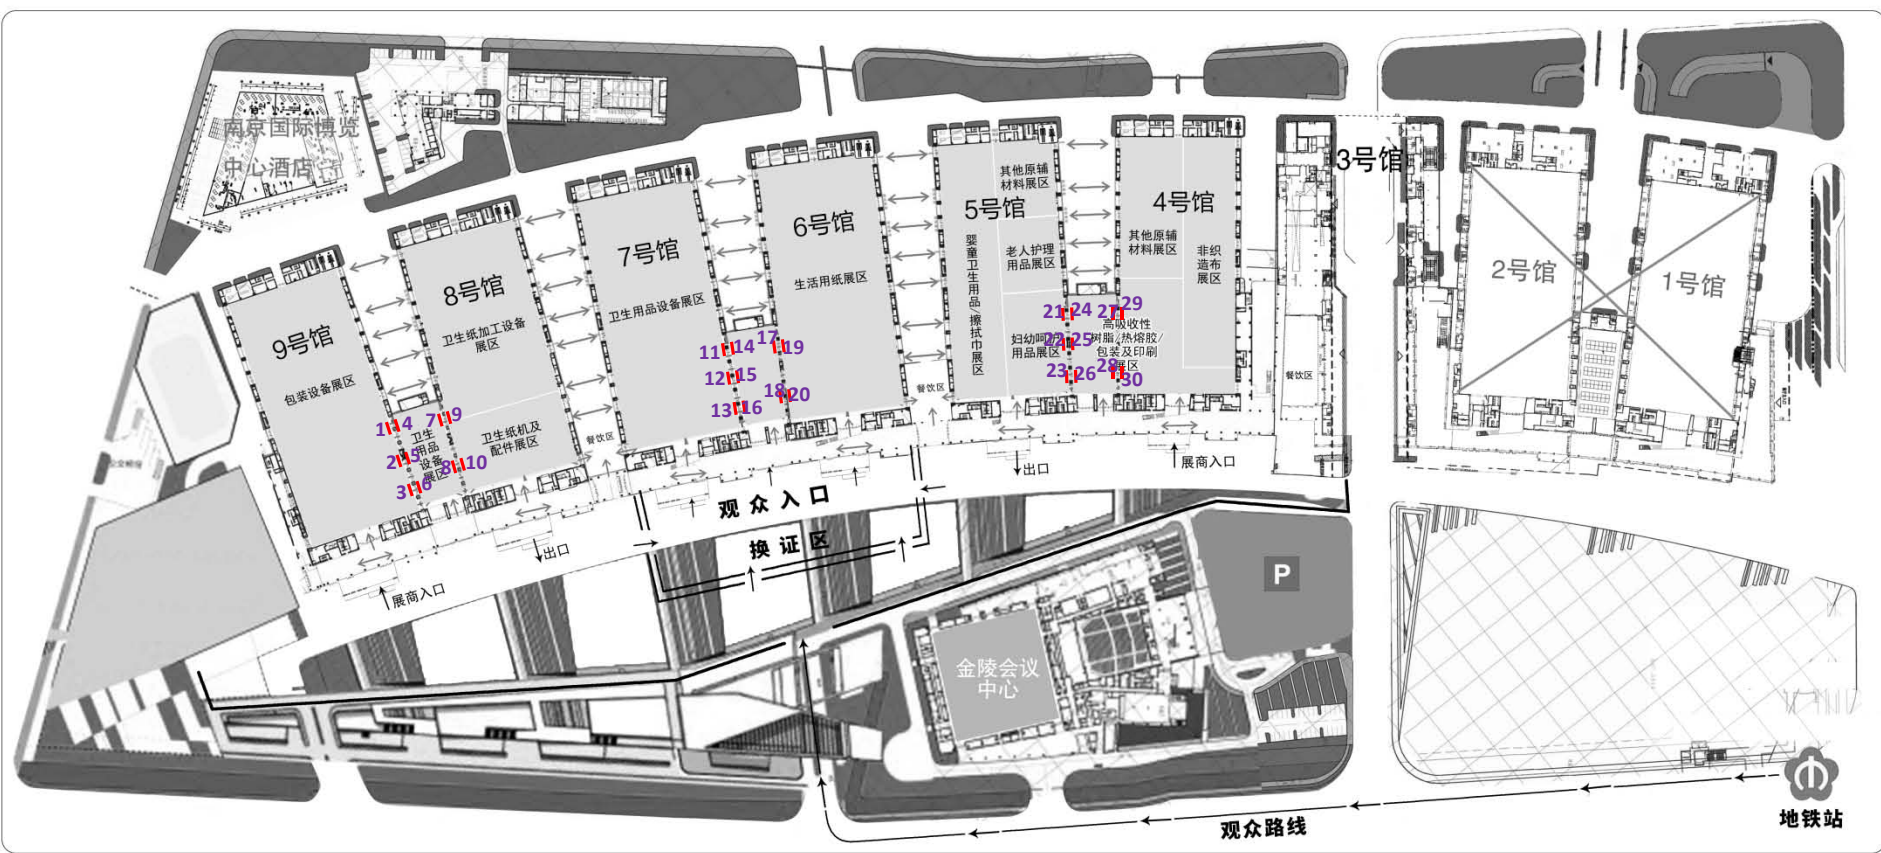 南京国际博览
中心酒店
9号馆
包装设备展区
8号馆
卫生纸加工设备
展区
卫生纸机及
配件展区
卫生
用品
设备
展区
7号馆
卫生用品设备展区
6号馆
生活用纸展区
5号馆
其他原辅
材料展区
婴童卫生用品/擦拭巾展区
老人护理
用品展区
妇幼呵护
用品展区
4号馆
其他原辅
材料展区
非织
造布
展区
高吸收性
树脂/热熔胶/
包装及印刷
展区
3号馆
2号馆
1号馆
1 4
2 5
3 6
7 9
8 10
11 14
12 15
13 16
17 19
18 20
21 24
22 25
23 26
27 29
28 30
餐饮区
餐饮区
餐饮区
展商入口
出口
观众入口
换证区
出口
展商入口
P
金陵会议
中心
观众路线
地铁站